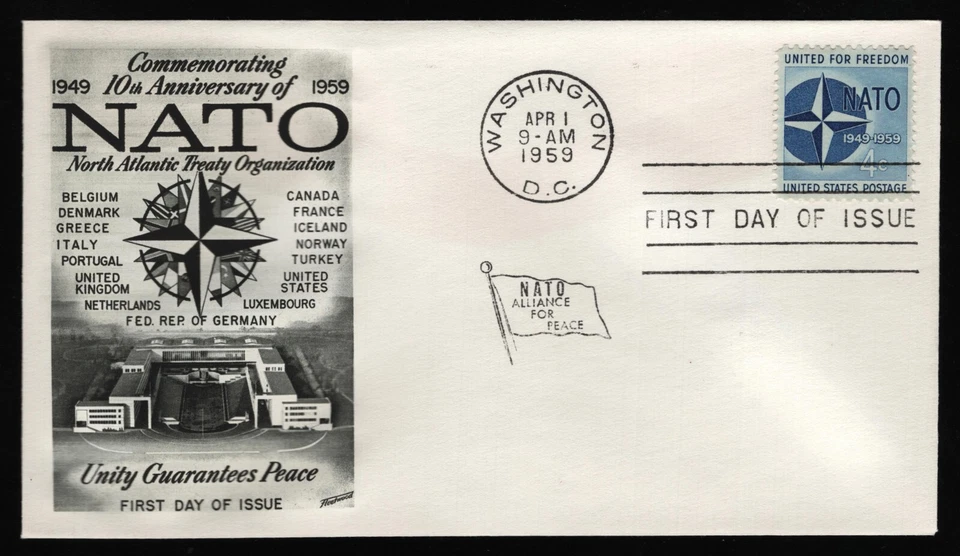 Commemorating
1949 10th Anniversary of 1959
NATO
North Atlantic Treaty Organization
BELGIUM
DENMARK
GREECE
ITALY
PORTUGAL
UNITED
KINGDOM
NETHERLANDS
CANADA
FRANCE
ICELAND
NORWAY
TURKEY
UNITED
STATES
LUXEMBOURG
FED. REP. OF GERMANY
Unity Guarantees Peace
FIRST DAY OF ISSUE
Fleetwood
WASHINGTON
APR 1
9-AM
1959
D.C.
NATO
ALLIANCE
FOR
PEACE
UNITED FOR FREEDOM
NATO
1949-1959
4c
UNITED STATES POSTAGE
FIRST DAY OF ISSUE